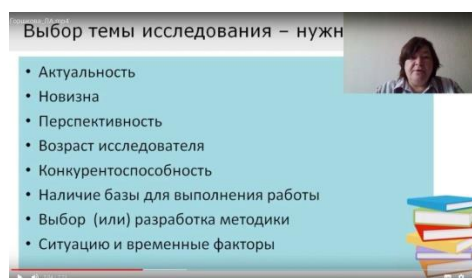 Выбор темы исследования – нужн
• Актуальность
• Новизна
• Перспективность
• Возраст исследователя
• Конкурентоспособность
• Наличие базы для выполнения работы
• Выбор (или) разработка методики
• Ситуацию и временные факторы